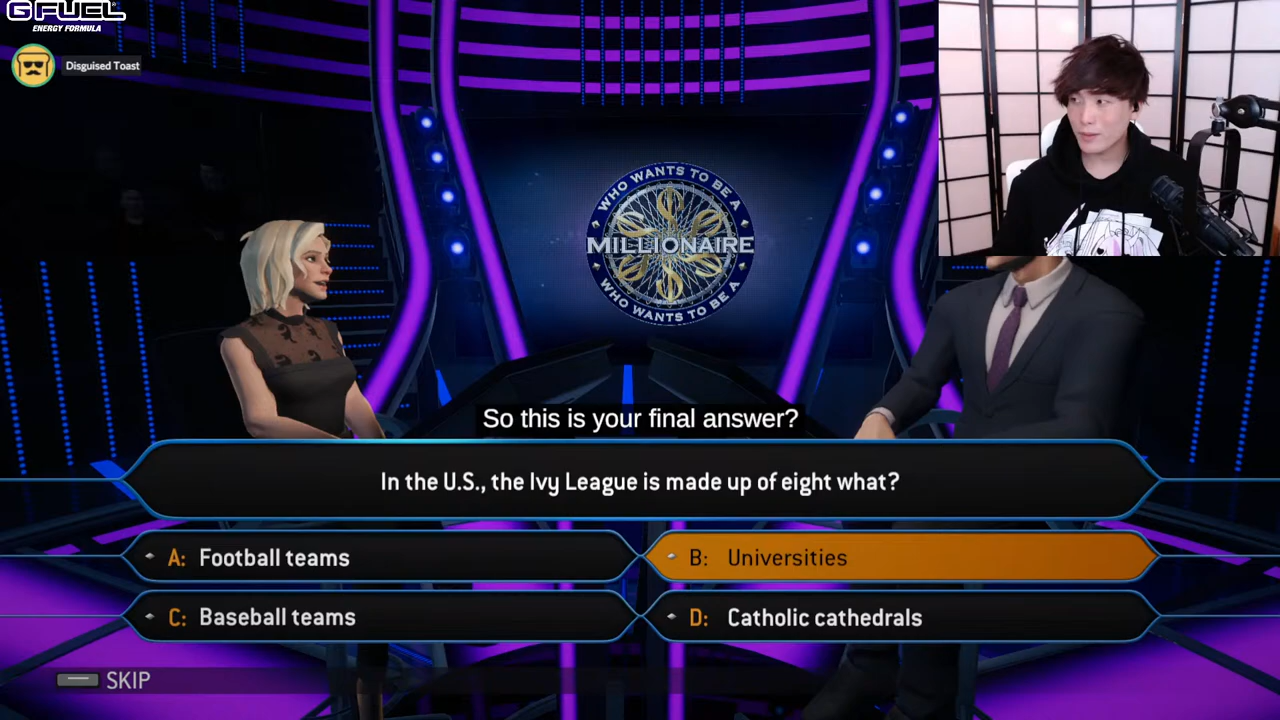 G FUEL
ENERGY FORMULA
Disguised Toast
WHO WANTS TO BE A
MILLIONAIRE
WHO WANTS TO BE A
So this is your final answer?
In the U.S., the Ivy League is made up of eight what?
A: Football teams
B: Universities
C: Baseball teams
D: Catholic cathedrals
SKIP